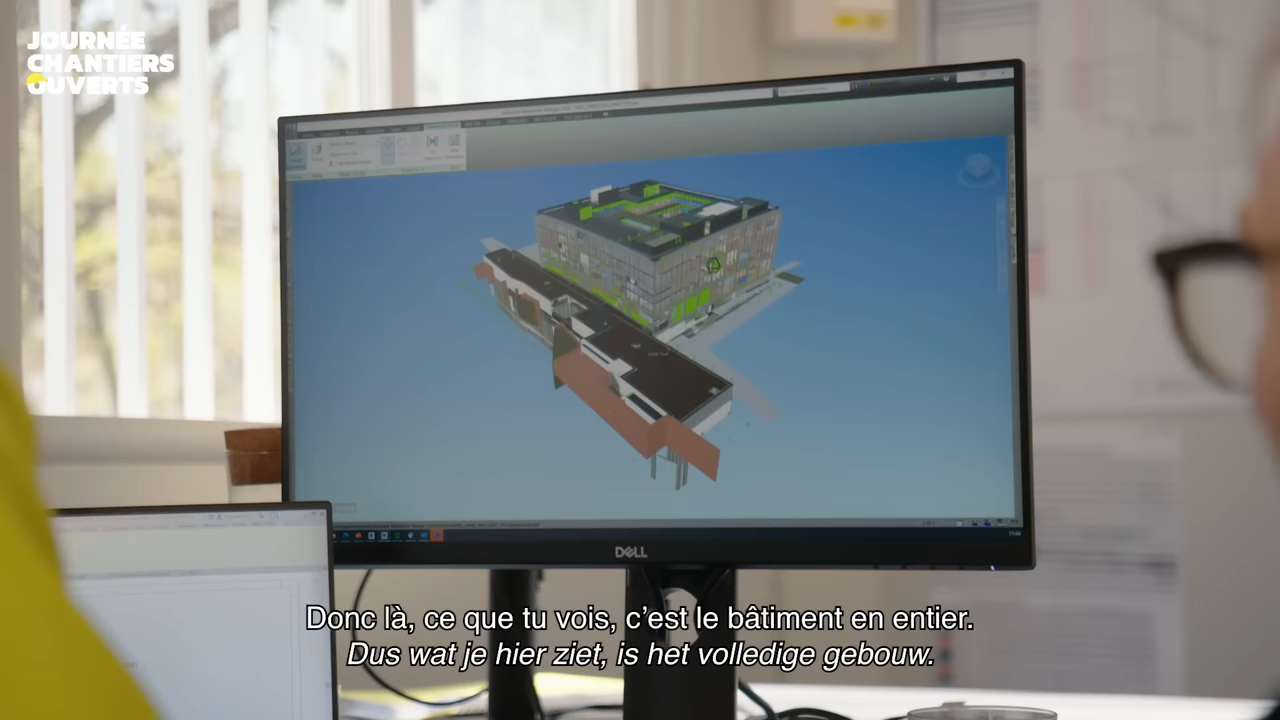 JOURNÉE
CHANTIERS
OUVERTS
DELL
Donc là, ce que tu vois, c'est le bâtiment en entier.
Dus wat je hier ziet, is het volledige gebouw.